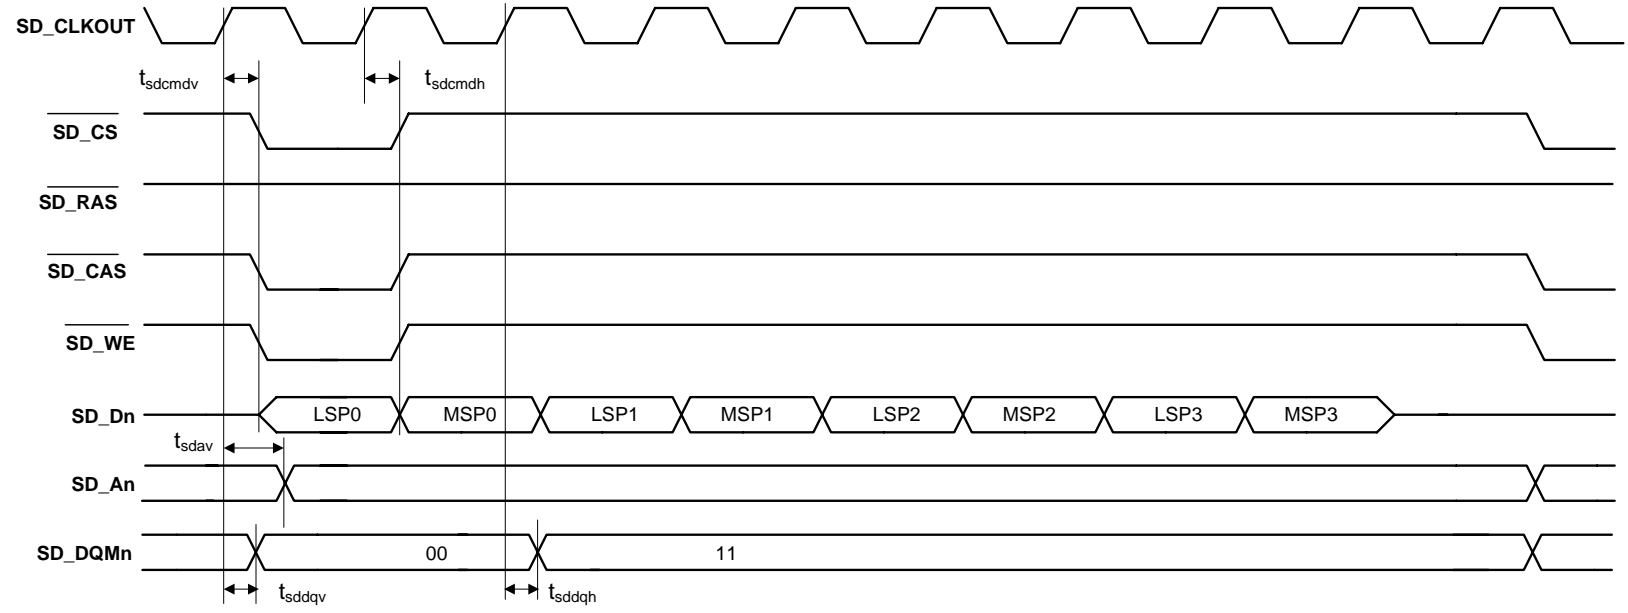 SD_CLKOUT
tsdcmdv
tsdcmdh
SD_CS
SD_RAS
SD_CAS
SD_WE
SD_Dn LSP0 MSP0 LSP1 MSP1 LSP2 MSP2 LSP3 MSP3
tsdav
SD_An
SD_DQMn 00 11
tsddqv
tsddqh